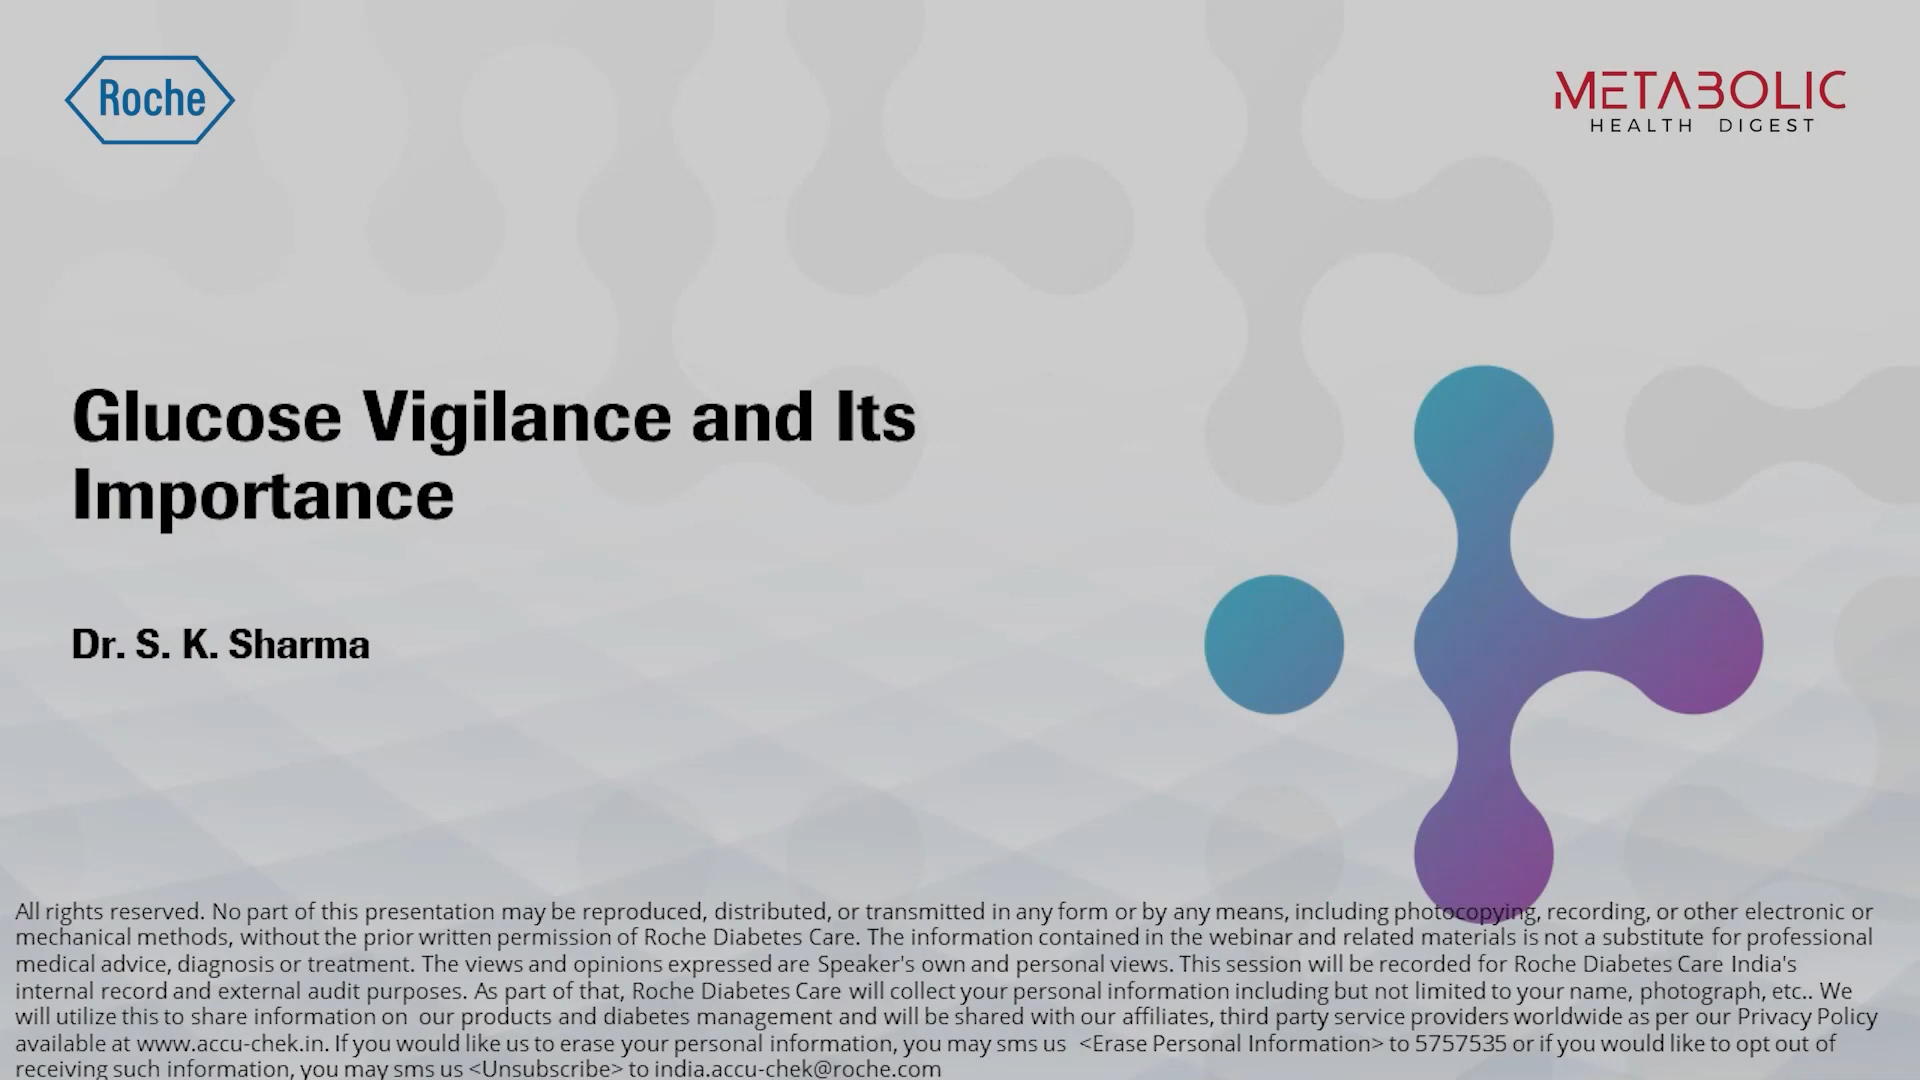 Roche
METABOLIC
HEALTH DIGEST
Glucose Vigilance and Its
Importance
Dr. S. K. Sharma
All rights reserved. No part of this presentation may be reproduced, distributed, or transmitted in any form or by any means, including photocopying, recording, or other electronic or
mechanical methods, without the prior written permission of Roche Diabetes Care. The information contained in the webinar and related materials is not a substitute for professional
medical advice, diagnosis or treatment. The views and opinions expressed are Speaker's own and personal views. This session will be recorded for Roche Diabetes Care India's
internal record and external audit purposes. As part of that, Roche Diabetes Care will collect your personal information including but not limited to your name, photograph, etc.. We
will utilize this to share information on our products and diabetes management and will be shared with our affiliates, third party service providers worldwide as per our Privacy Policy
available at www.accu-chek.in. If you would like us to erase your personal information, you may sms us <Erase Personal Information> to 5757535 or if you would like to opt out of
receiving such information, you may sms us <Unsubscribe> to india.accu-chek@roche.com